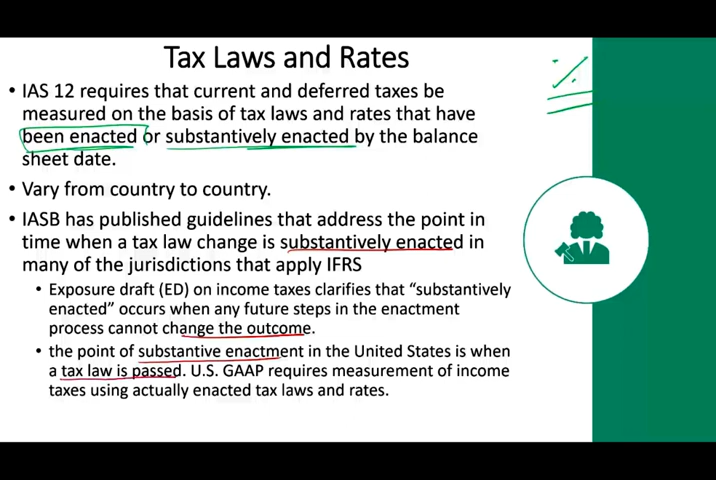 Tax Laws and Rates
• IAS 12 requires that current and deferred taxes be
measured on the basis of tax laws and rates that have
been enacted or substantively enacted by the balance
sheet date.
• Vary from country to country.
• IASB has published guidelines that address the point in
time when a tax law change is substantively enacted in
many of the jurisdictions that apply IFRS
• Exposure draft (ED) on income taxes clarifies that “substantively
enacted” occurs when any future steps in the enactment
process cannot change the outcome.
• the point of substantive enactment in the United States is when
a tax law is passed. U.S. GAAP requires measurement of income
taxes using actually enacted tax laws and rates.
%